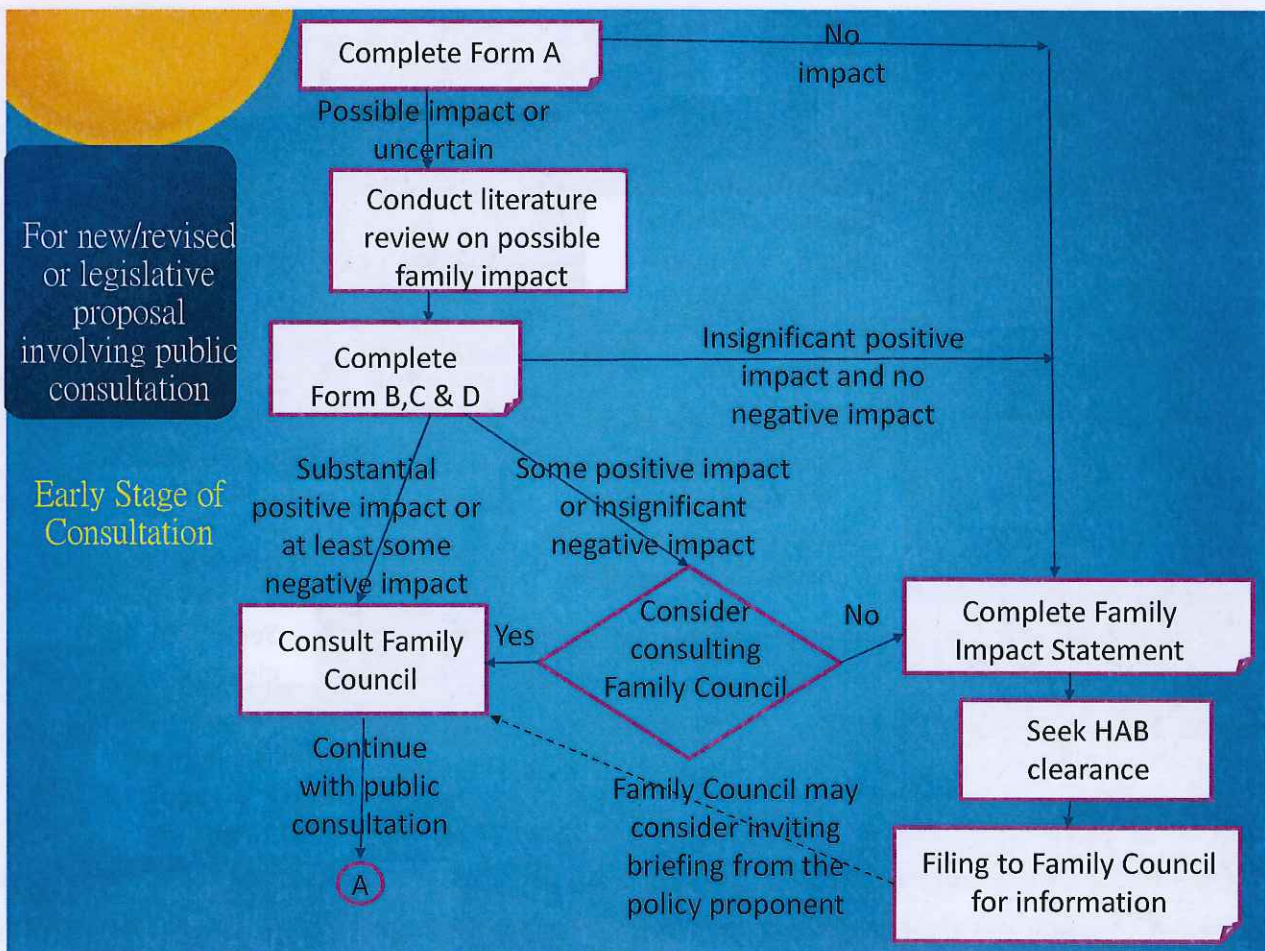 Complete Form A
No
impact
Possible impact or
uncertain
Conduct literature
review on possible
family impact
For new/revised
or legislative
proposal
involving public
consultation
Complete
Form B,C & D
Insignificant positive
impact and no
negative impact
Early Stage of
Consultation
Substantial
positive impact or
at least some
negative impact
Some positive impact
or insignificant
negative impact
Consult Family
Council
Yes
Consider
consulting
Family Council
No
Complete Family
Impact Statement
Seek HAB
clearance
Continue
with public
consultation
Family Council may
consider inviting
briefing from the
policy proponent
Filing to Family Council
for information
A